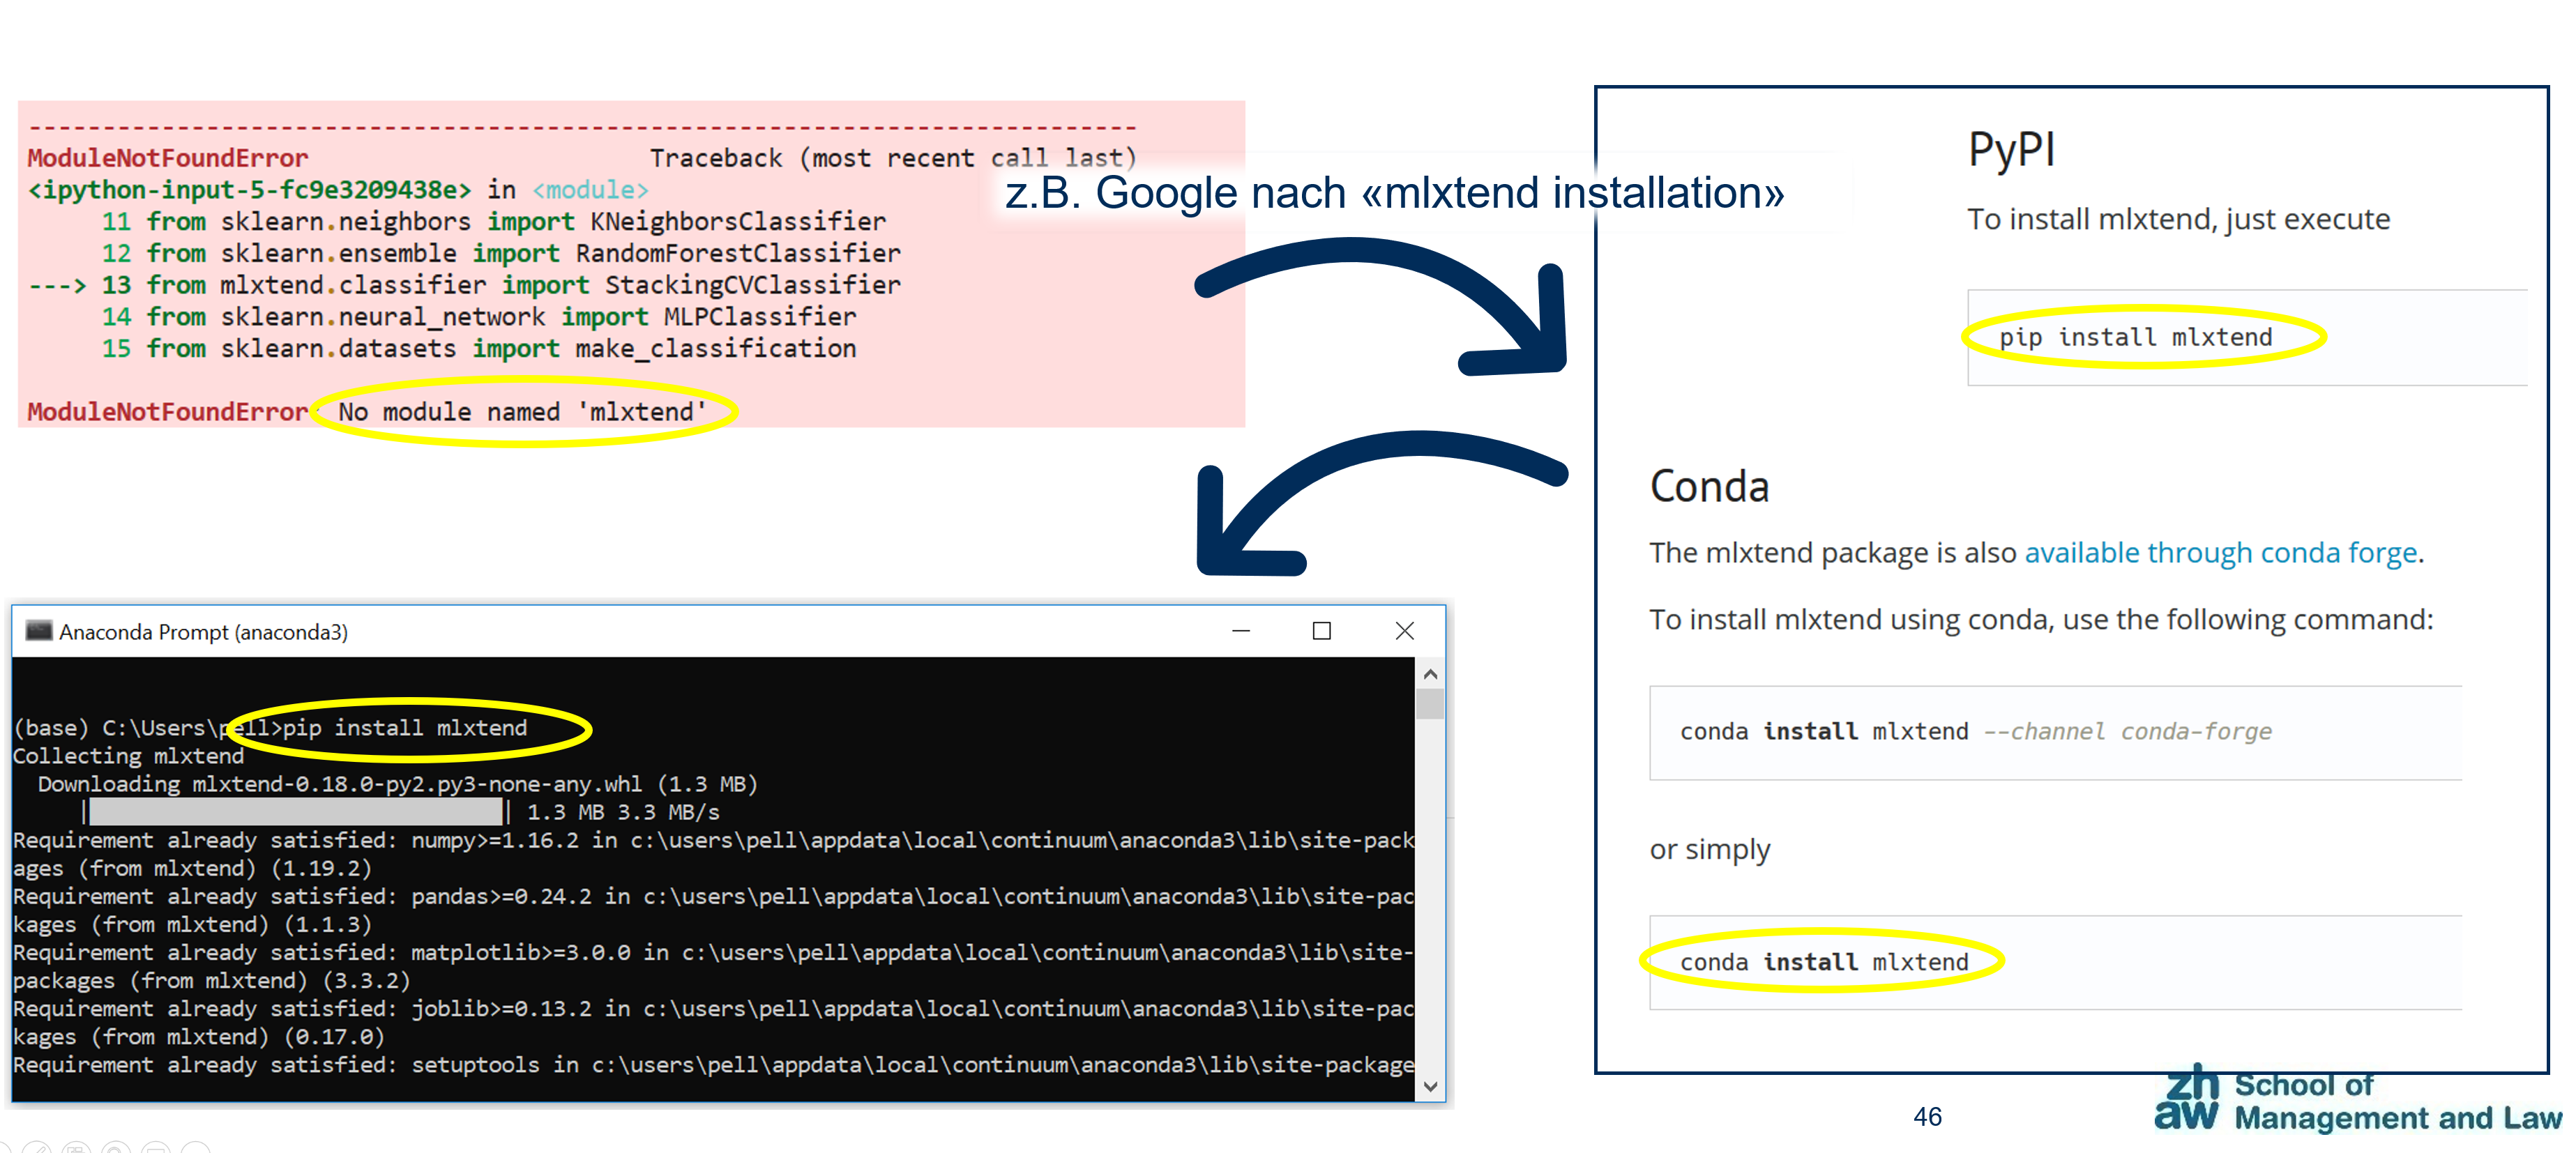 ---------------------------------------------------------------------------
ModuleNotFoundError Traceback (most recent call last)
<ipython-input-5-fc9e3209438e> in <module>
11 from sklearn.neighbors import KNeighborsClassifier
12 from sklearn.ensemble import RandomForestClassifier
---> 13 from mlxtend.classifier import StackingCVClassifier
14 from sklearn.neural_network import MLPClassifier
15 from sklearn.datasets import make_classification
ModuleNotFoundError No module named 'mlxtend'
z.B. Google nach «mlxtend installation»
PyPI
To install mlxtend, just execute
pip install mlxtend
Conda
The mlxtend package is also available through conda forge.
To install mlxtend using conda, use the following command:
conda install mlxtend --channel conda-forge
or simply
conda install mlxtend
Anaconda Prompt (anaconda3)
(base) C:\Users\pell>pip install mlxtend
Collecting mlxtend
Downloading mlxtend-0.18.0-py2.py3-none-any.whl (1.3 MB)
| | 1.3 MB 3.3 MB/s
Requirement already satisfied: numpy>=1.16.2 in c:\users\pell\appdata\local\continuum\anaconda3\lib\site-pack
ages (from mlxtend) (1.19.2)
Requirement already satisfied: pandas>=0.24.2 in c:\users\pell\appdata\local\continuum\anaconda3\lib\site-pac
kages (from mlxtend) (1.1.3)
Requirement already satisfied: matplotlib>=3.0.0 in c:\users\pell\appdata\local\continuum\anaconda3\lib\site-
packages (from mlxtend) (3.3.2)
Requirement already satisfied: joblib>=0.13.2 in c:\users\pell\appdata\local\continuum\anaconda3\lib\site-pac
kages (from mlxtend) (0.17.0)
Requirement already satisfied: setuptools in c:\users\pell\appdata\local\continuum\anaconda3\lib\site-package
46
zh
aw
School of
Management and Law